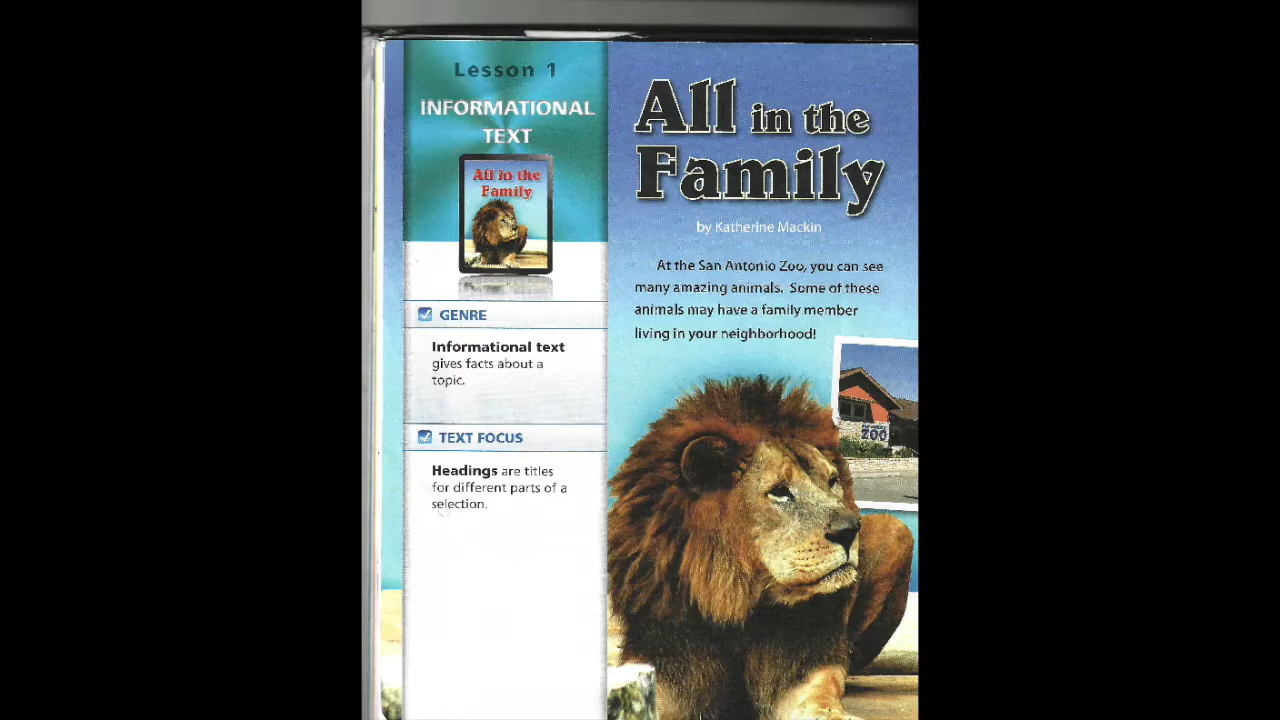 Lesson 1
INFORMATIONAL
TEXT
All in the
Family
GENRE
Informational text
gives facts about a
topic.
TEXT FOCUS
Headings are titles
for different parts of a
selection.
All in the
Family
by Katherine Mackin
At the San Antonio Zoo, you can see
many amazing animals. Some of these
animals may have a family member
living in your neighborhood!
ZOO